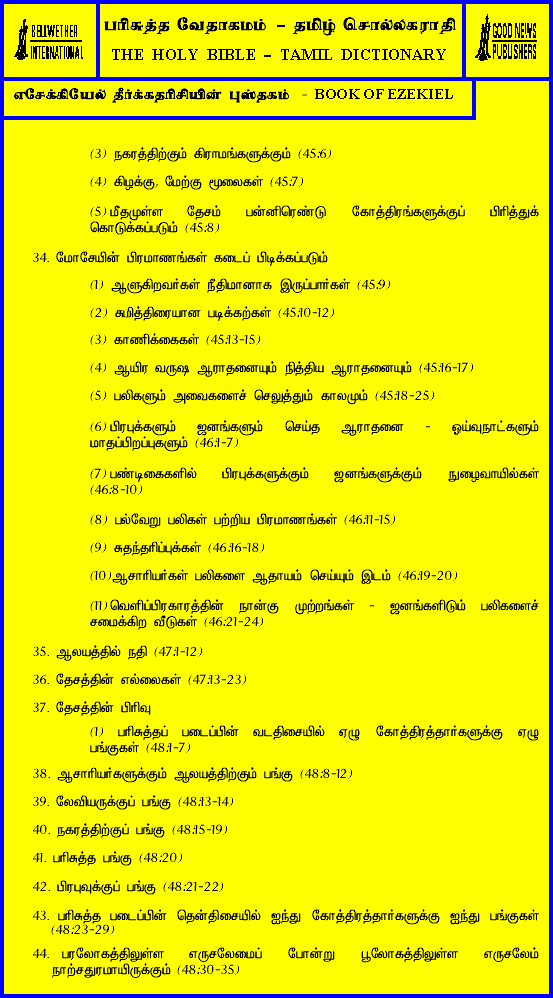 BELLWETHER
INTERNATIONAL
பரிசுத்த வேதாகமம் – தமிழ் சொல்லகராதி
THE HOLY BIBLE – TAMIL DICTIONARY
GOOD NEWS
PUBLISHERS
எசேக்கியேல் தீர்க்கதரிசியின் புஸ்தகம் - BOOK OF EZEKIEL
(3) நகரத்திற்கும் கிராமங்களுக்கும் (45:6)
(4) கிழக்கு, மேற்கு மூலைகள் (45:7)
(5) மீதமுள்ள தேசம் பன்னிரெண்டு கோத்திரங்களுக்குப் பிரித்துக்
கொடுக்கப்படும் (45:8)
34. மோசேயின் பிரமாணங்கள் கடைப் பிடிக்கப்படும்
(1) ஆளுகிறவர்கள் நீதிமானாக இருப்பார்கள் (45:9)
(2) சுமித்திரையான படிக்கற்கள் (45:10-12)
(3) காணிக்கைகள் (45:13-15)
(4) ஆயிர வருஷ ஆராதனையும் நித்திய ஆராதனையும் (45:16-17)
(5) பலிகளும் அவைகளைச் செலுத்தும் காலமும் (45:18-25)
(6) பிரபுக்களும் ஜனங்களும் செய்த ஆராதனை - ஓய்வுநாட்களும்
மாதப்பிறப்புகளும் (46:1-7)
(7) பண்டிகைகளில் பிரபுக்களுக்கும் ஜனங்களுக்கும் நுழைவாயில்கள்
(46:8-10)
(8) பல்வேறு பலிகள் பற்றிய பிரமாணங்கள் (46:11-15)
(9) சுதந்தரிப்புக்கள் (46:16-18)
(10)ஆசாரியர்கள் பலிகளை ஆதாயம் செய்யும் இடம் (46:19-20)
(11) வெளிப்பிரகாரத்தின் நான்கு முற்றங்கள் - ஜனங்களிடும் பலிகளைச்
சமைக்கிற வீடுகள் (46:21-24)
35. ஆலயத்தில் நதி (47:1-12)
36. தேசத்தின் எல்லைகள் (47:13-23)
37. தேசத்தின் பிரிவு
(1) பரிசுத்தப் படைப்பின் வடதிசையில் ஏழு கோத்திரத்தார்களுக்கு ஏழு
பங்குகள் (48:1-7)
38. ஆசாரியர்களுக்கும் ஆலயத்திற்கும் பங்கு (48:8-12)
39. லேவியருக்குப் பங்கு (48:13-14)
40. நகரத்திற்குப் பங்கு (48:15-19)
41. பரிசுத்த பங்கு (48:20)
42. பிரபுவுக்குப் பங்கு (48:21-22)
43. பரிசுத்த படைப்பின் தென்திசையில் ஐந்து கோத்திரத்தார்களுக்கு ஐந்து பங்குகள்
(48:23-29)
44. பரலோகத்திலுள்ள எருசலேமைப் போன்று பூலோகத்திலுள்ள எருசலேம்
நாற்சதுரமாயிருக்கும் (48:30-35)